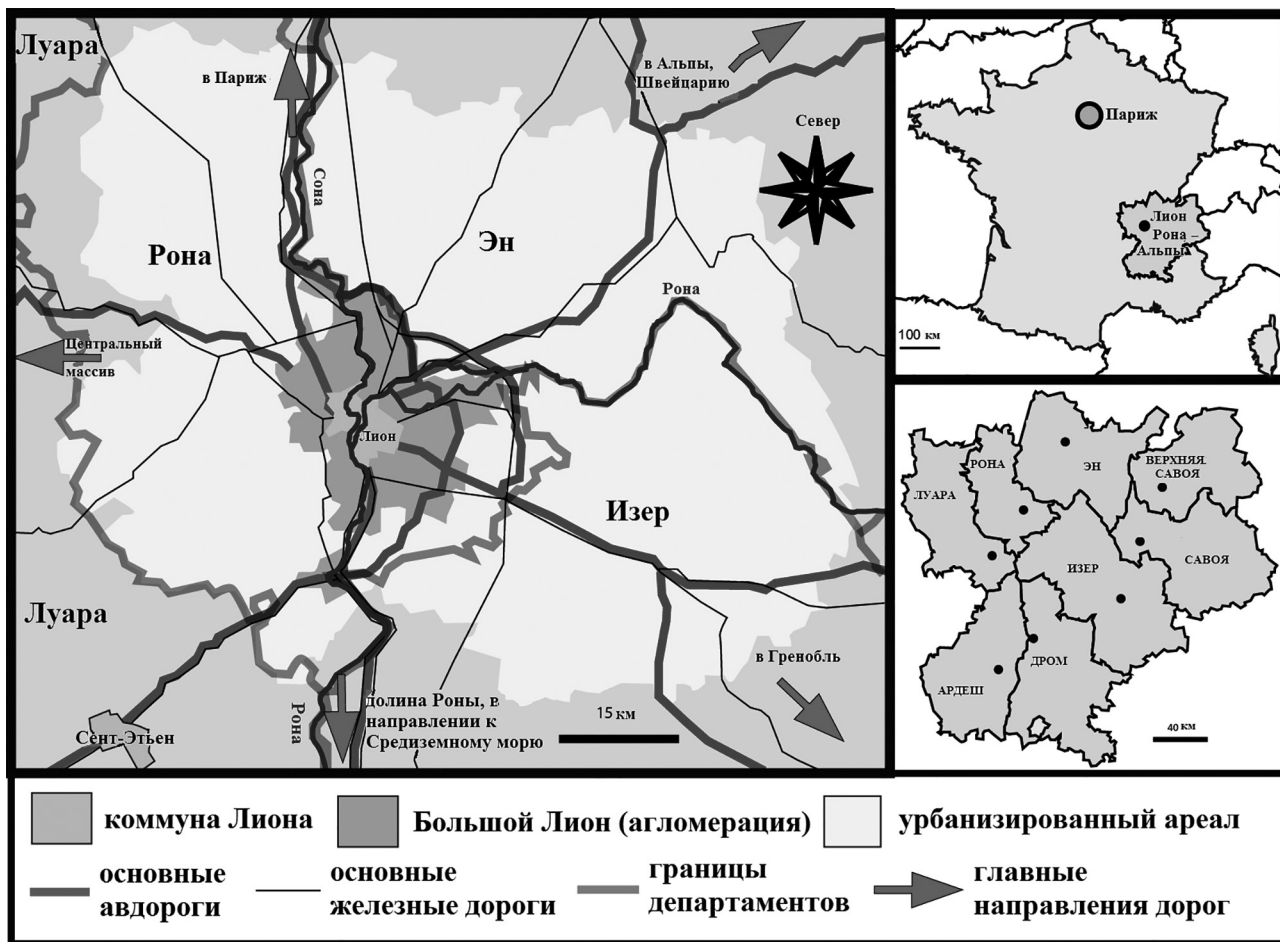 Луара
в Париж
в Альпы,
Швейцарию
Север
Сона
Рона
Эн
Рона
Центральный
массив
Лион
Изер
Луара
в Гренобль
долина Роны, в
направлении к
Средиземному морю
15 км
Рона
Сент-Этьен
Париж
Лион
Рона –
Альпы
100 км
ЭН
РОНА
ВЕРХНЯЯ
САВОЯ
ЛУАРА
САВОЯ
ИЗЕР
ДРОМ
АРДЕШ
40 км
коммуна Лиона
Большой Лион (агломерация)
урбанизированный ареал
основные
авдороги
основные
железные дороги
границы
департаментов
главные
направления дорог